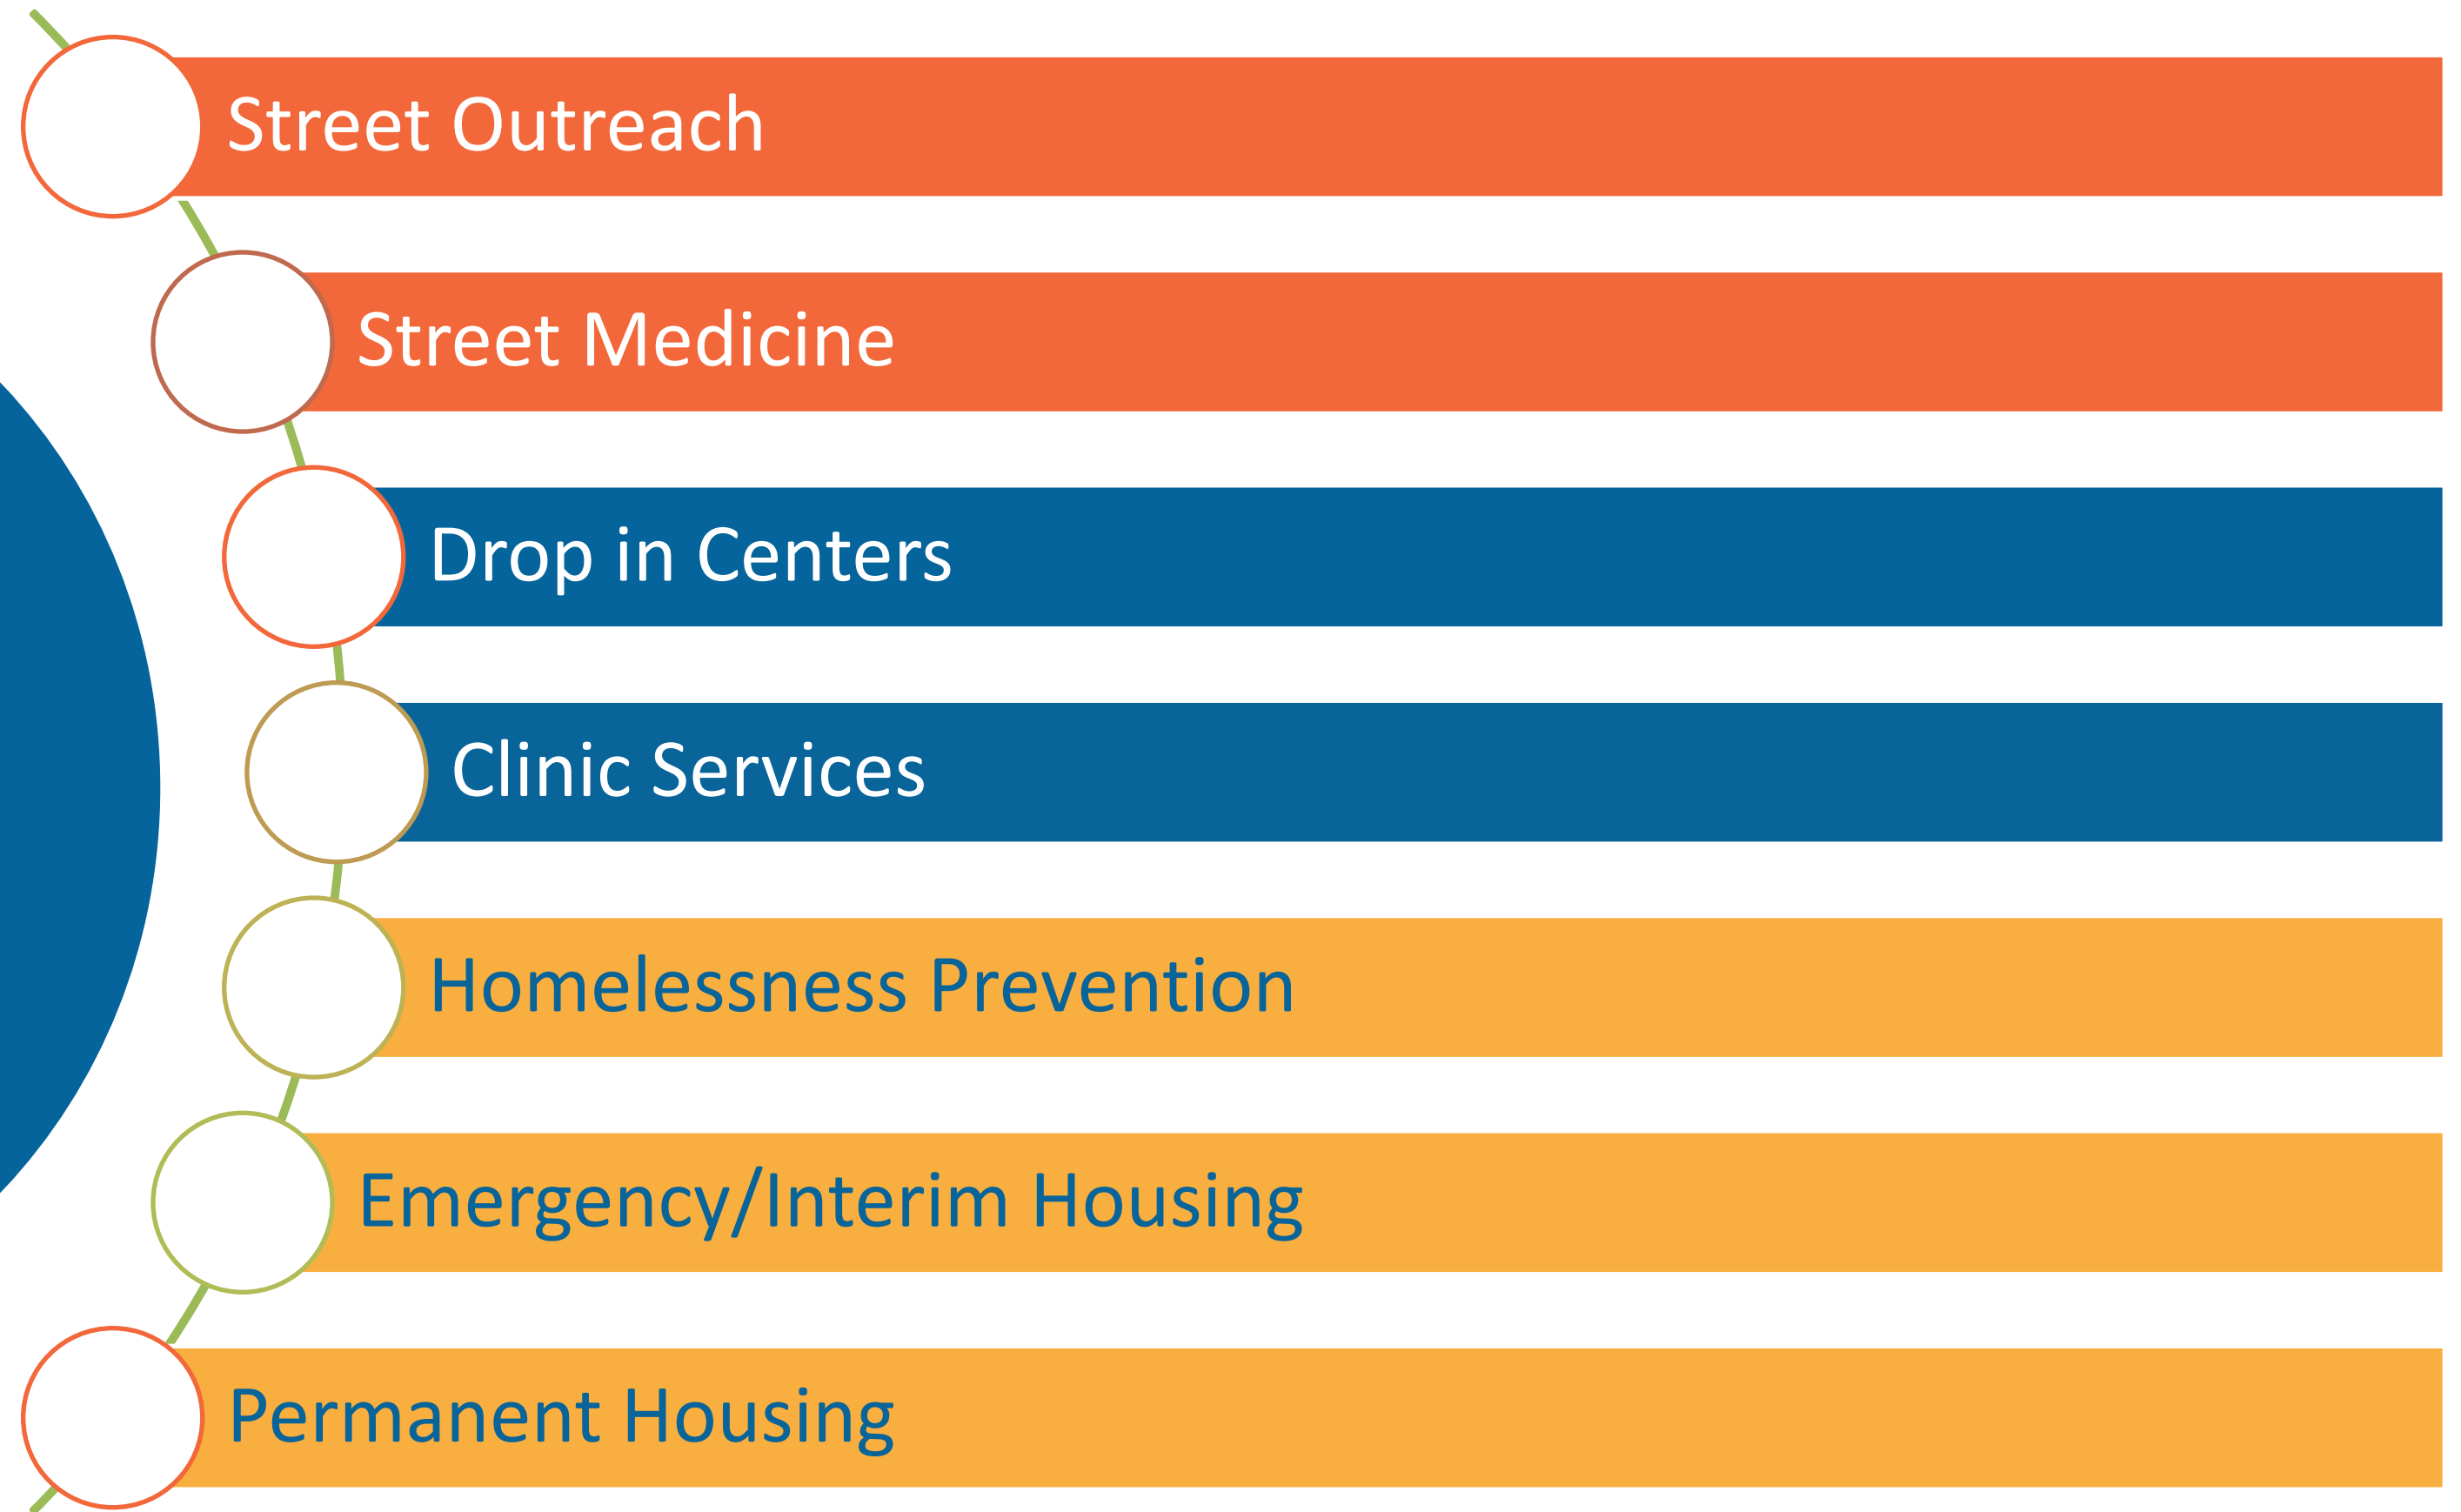 Street Outreach
Street Medicine
Drop in Centers
Clinic Services
Homelessness Prevention
Emergency/Interim Housing
Permanent Housing